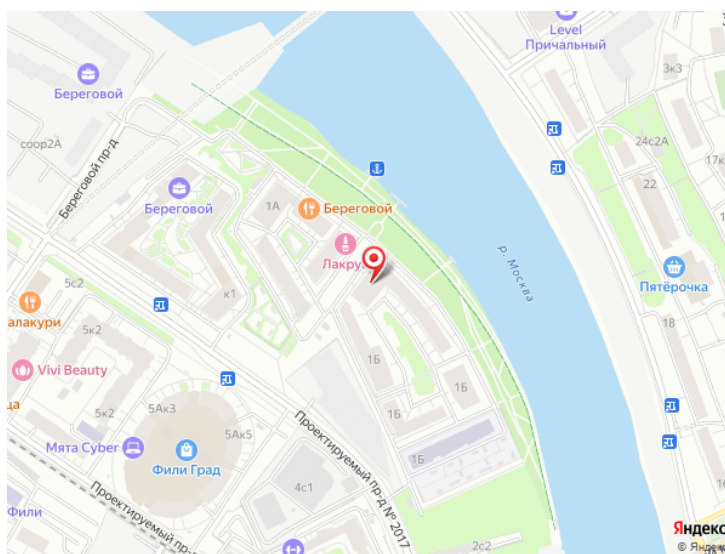 Level
Причальный
3к3
Береговой
24с2А
17к
соор2А
Береговой пр-д
22
Береговой
1А
Береговой
Лакру
р. Москва
Пятёрочка
5с2
к1
алакури
18
5к2
1Б
1Б
Vivi Beauty
ца
5к2
5Ак3
1Б
5Ак5
1Б
Мята Cyber
Фили Град
Проектируемый пр-д № 2017
4с1
Проектируемый пр-
Фили
2с2
Яндекс
© Яндек